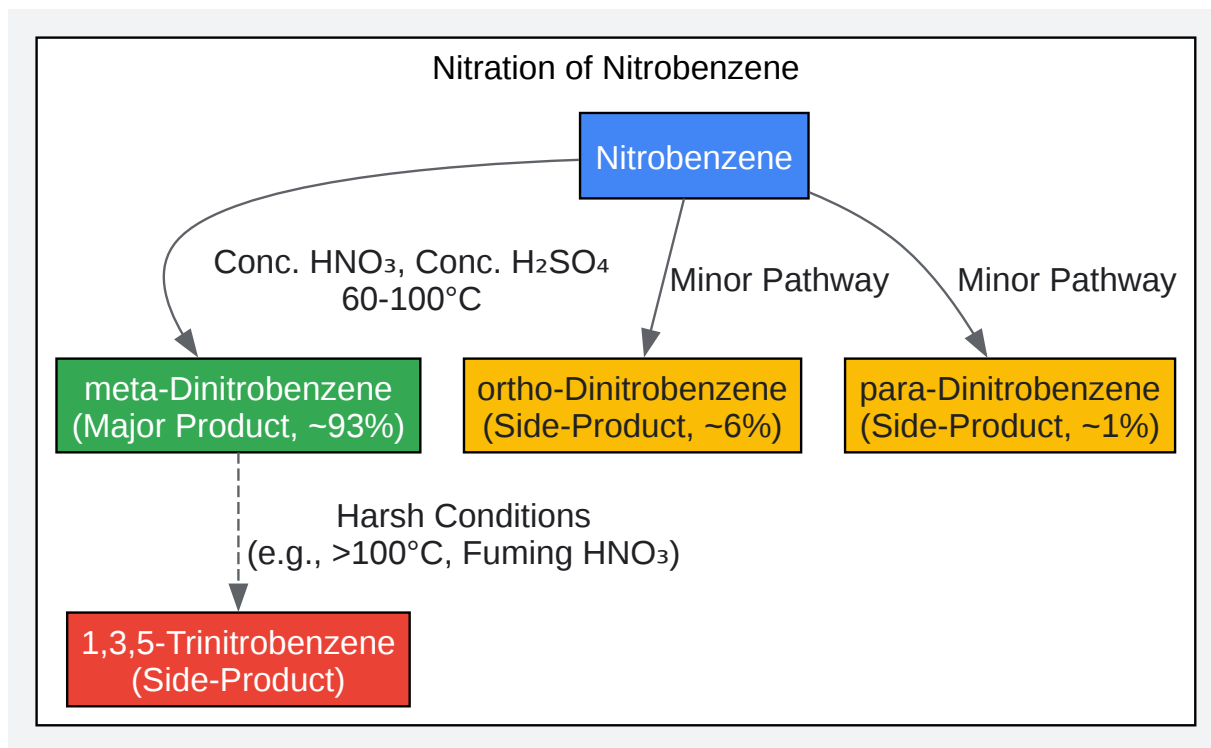 Nitration of Nitrobenzene
Nitrobenzene
Conc. HNO₃, Conc. H₂SO₄
60-100°C
Minor Pathway
Minor Pathway
meta-Dinitrobenzene
(Major Product, ~93%)
ortho-Dinitrobenzene
(Side-Product, ~6%)
para-Dinitrobenzene
(Side-Product, ~1%)
Harsh Conditions
(e.g., >100°C, Fuming HNO₃)
1,3,5-Trinitrobenzene
(Side-Product)